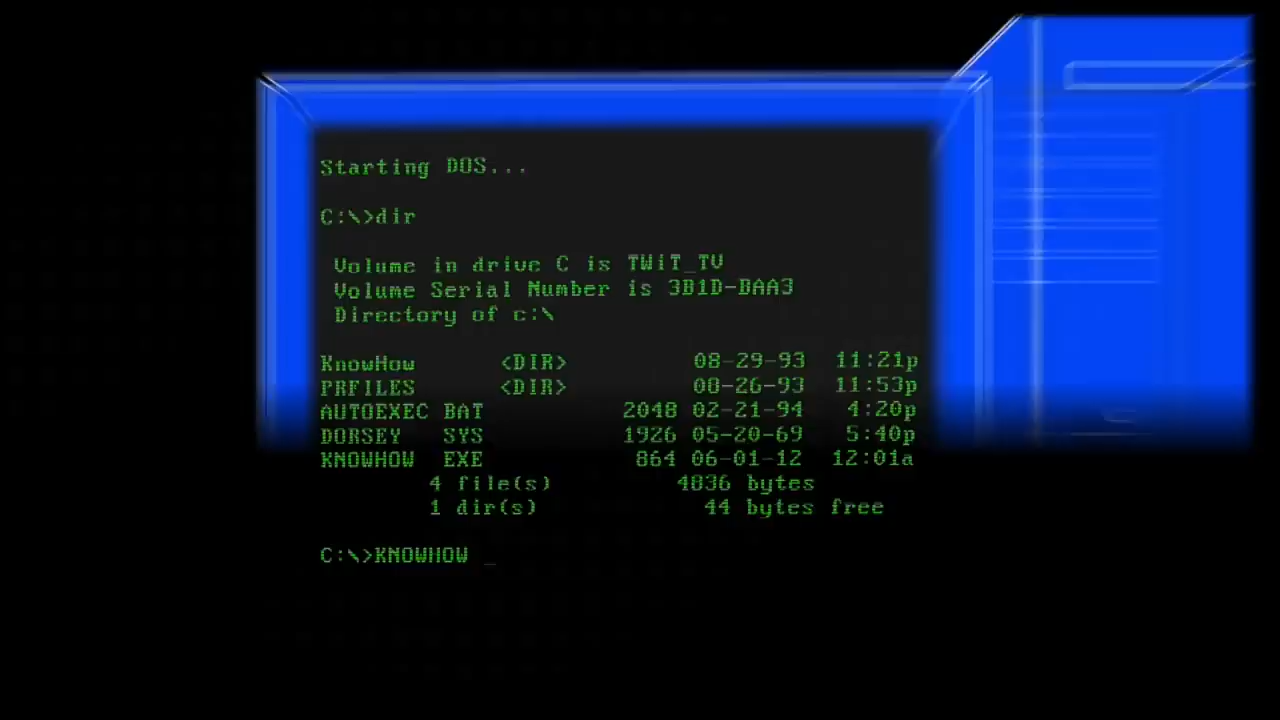 Starting DOS...
C:\>dir
Volume in drive C is TWiT_TV
Volume Serial Number is 3B1D-BAA3
Directory of c:\
KnowHow <DIR> 08-29-93 11:21p
PRFILES <DIR> 08-26-93 11:53p
AUTOEXEC BAT 2048 02-21-94 4:20p
DORSEY SYS 1926 05-20-69 5:40p
KNOWHOW EXE 864 06-01-12 12:01a
4 file(s) 4836 bytes
1 dir(s) 44 bytes free
C:\>KNOWHOW _